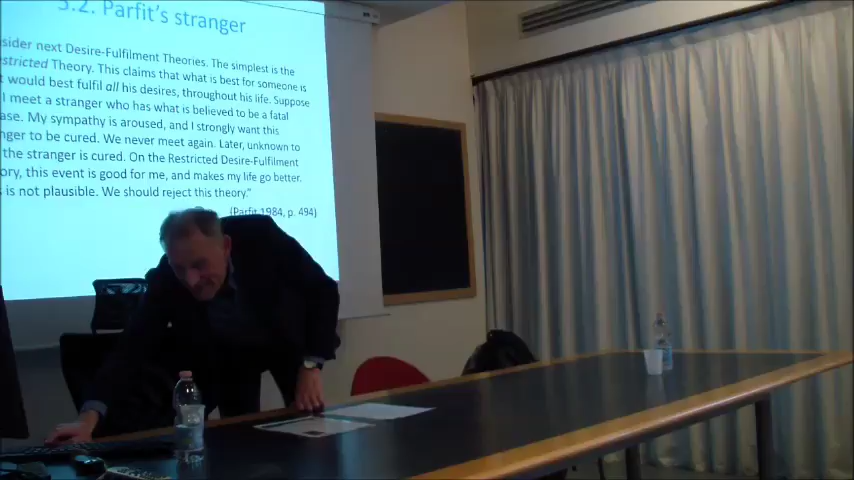 3.2. Parfit's stranger
sider next Desire-Fulfilment Theories. The simplest is the
estricted Theory. This claims that what is best for someone is
t would best fulfil all his desires, throughout his life. Suppose
I meet a stranger who has what is believed to be a fatal
ase. My sympathy is aroused, and I strongly want this
nger to be cured. We never meet again. Later, unknown to
the stranger is cured. On the Restricted Desire-Fulfilment
ory, this event is good for me, and makes my life go better.
s is not plausible. We should reject this theory."
(Parfit 1984, p. 494)